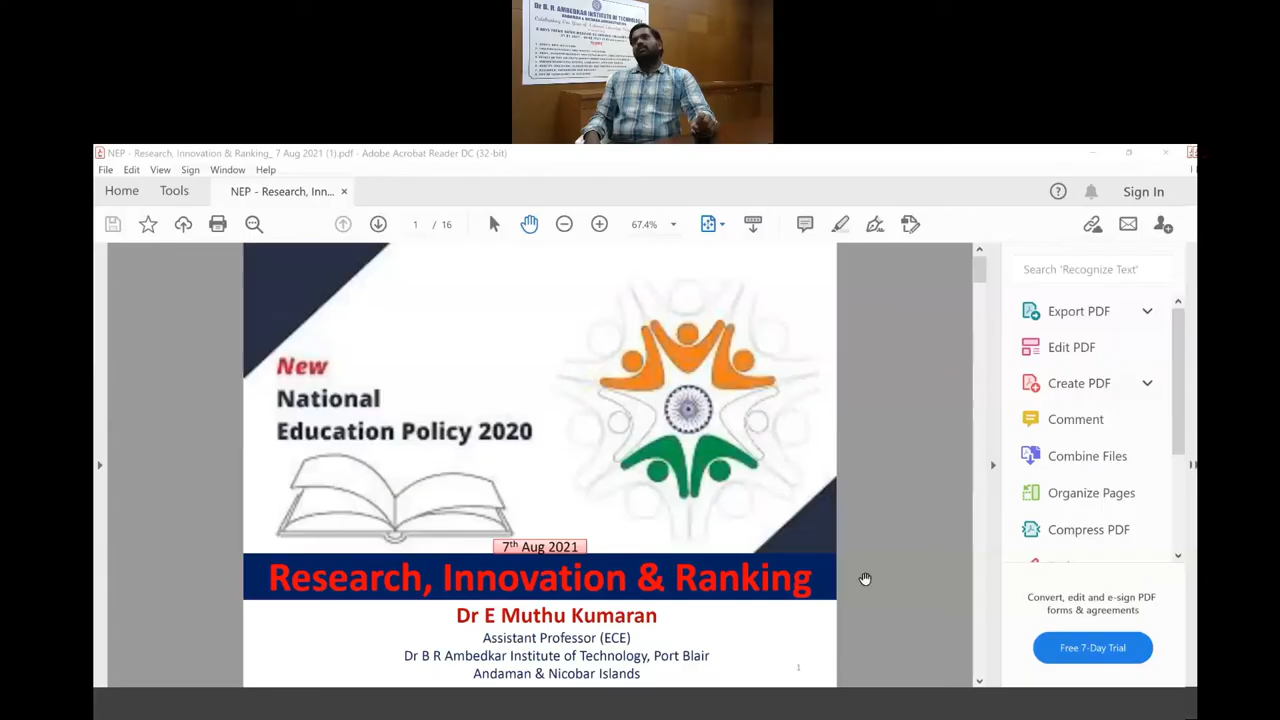 Dr B. R. AMBEDKAR INSTITUTE OF TECHNOLOGY
ANDAMAN & NICOBAR ADMINISTRATION
NEP - Research, Innovation & Ranking_ 7 Aug 2021 (1).pdf - Adobe Acrobat Reader DC (32-bit)
File Edit View Sign Window Help
Home Tools NEP - Research, Inn... × Sign In
1 / 16 67.4%
Search 'Recognize Text'
Export PDF
Edit PDF
Create PDF
Comment
Combine Files
Organize Pages
Compress PDF
Convert, edit and e-sign PDF
forms & agreements
Free 7-Day Trial
New
National
Education Policy 2020
7th Aug 2021
Research, Innovation & Ranking
Dr E Muthu Kumaran
Assistant Professor (ECE)
Dr B R Ambedkar Institute of Technology, Port Blair
Andaman & Nicobar Islands
1